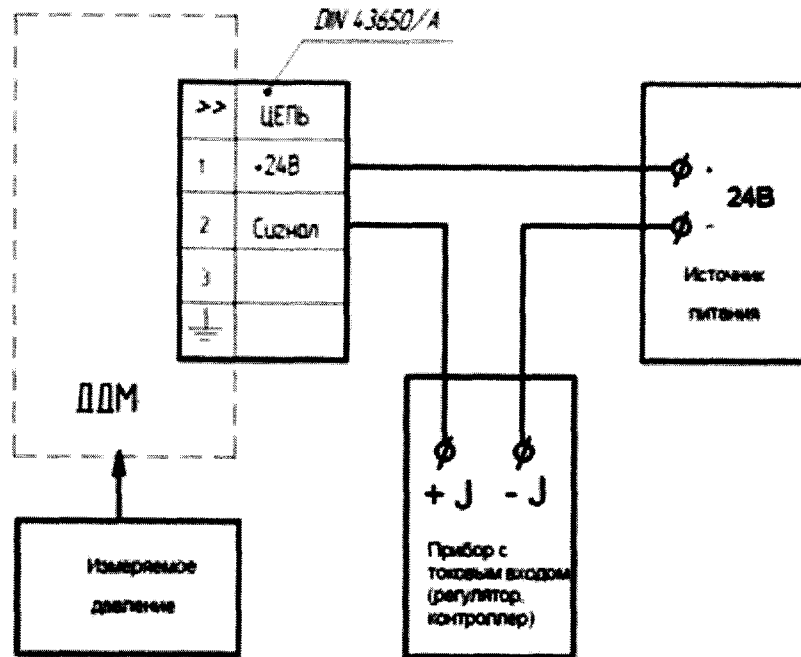 DIN 43650/A
>> ЦЕПЬ
1 +24В
2 Сигнал
3
ДДМ
Измеряемое
давление
+
24В
-
Источник
питания
+ J - J
Прибор с
токовым входом
(регулятор,
контроллер)